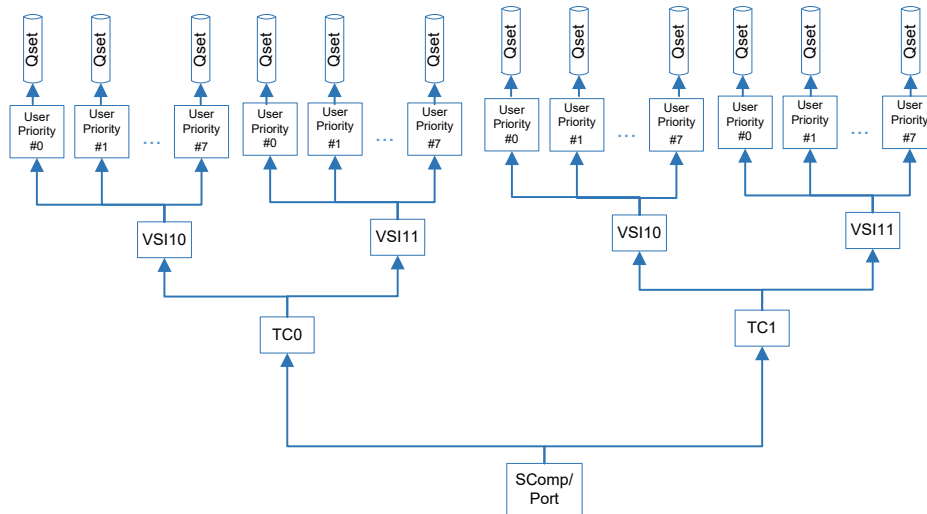 Qset
Qset
Qset
Qset
Qset
Qset
Qset
Qset
Qset
Qset
Qset
Qset
User
Priority
#0
User
Priority
#1
...
User
Priority
#7
User
Priority
#0
User
Priority
#1
...
User
Priority
#7
User
Priority
#0
User
Priority
#1
...
User
Priority
#7
User
Priority
#0
User
Priority
#1
...
User
Priority
#7
VSI10
VSI11
VSI10
VSI11
TC0
TC1
SComp/
Port